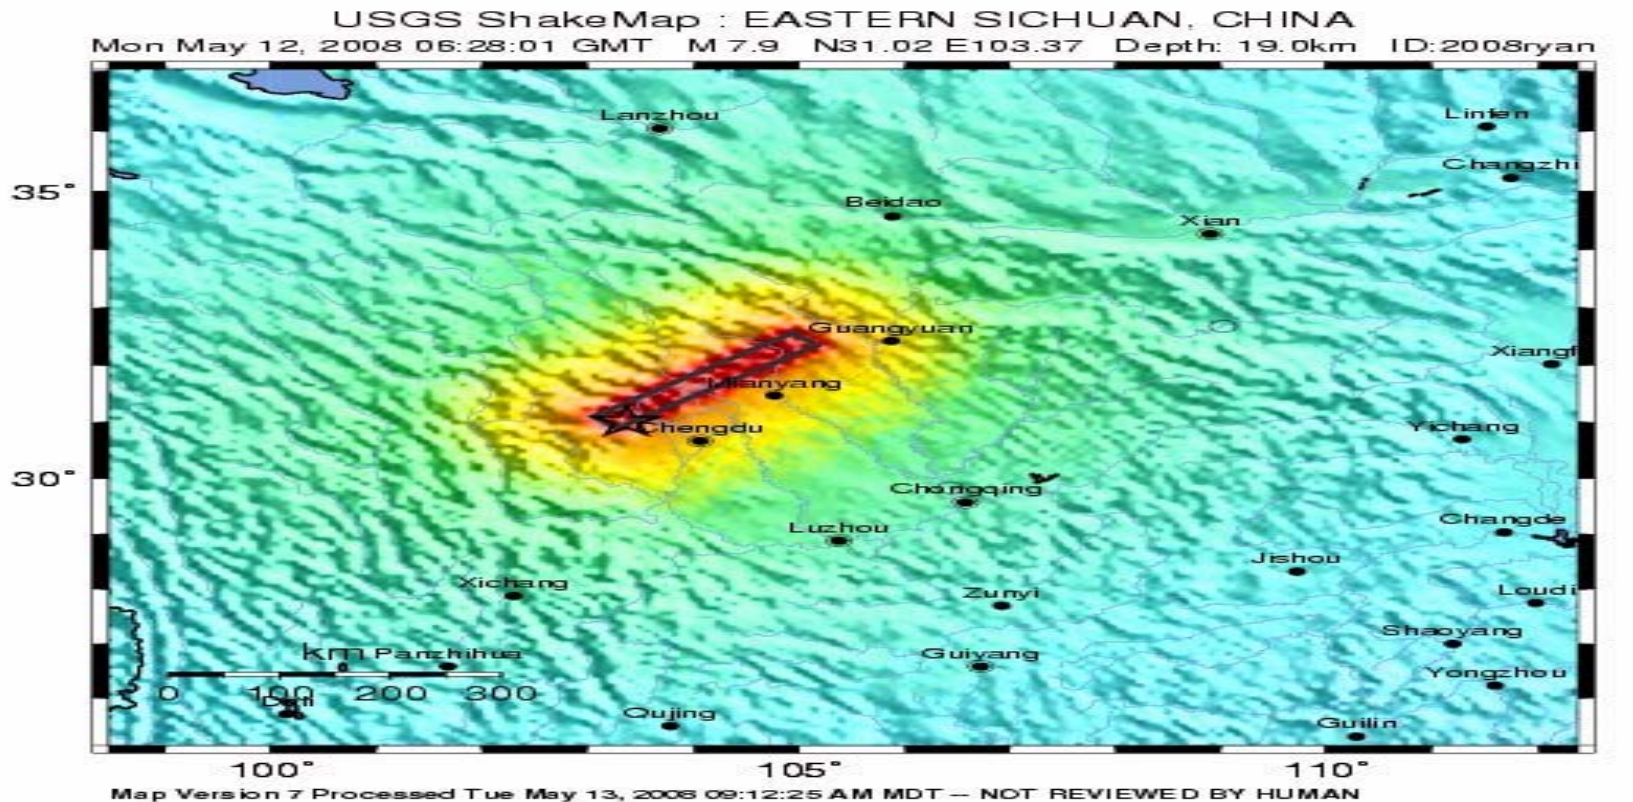 USGS ShakeMap : EASTERN SICHUAN, CHINA
Mon May 12, 2008 06:28:01 GMT M 7.9 N31.02 E103.37 Depth: 19.0km ID:2008ryan
Lanzhou
Linfen
Changzhi
35°
Beidao
Xian
Guangyuan
Xiangf
Mianyang
Chengdu
Yichang
30°
Chongqing
Changde
Luzhou
Jishou
Xichang
Zunyi
Loudi
Shaoyang
km Panzhihua
Guiyang
Yongzhou
0 100 200 300
Dali
Qujing
Guilin
100° 105° 110°
Map Version 7 Processed Tue May 13, 2008 09:12:25 AM MDT -- NOT REVIEWED BY HUMAN